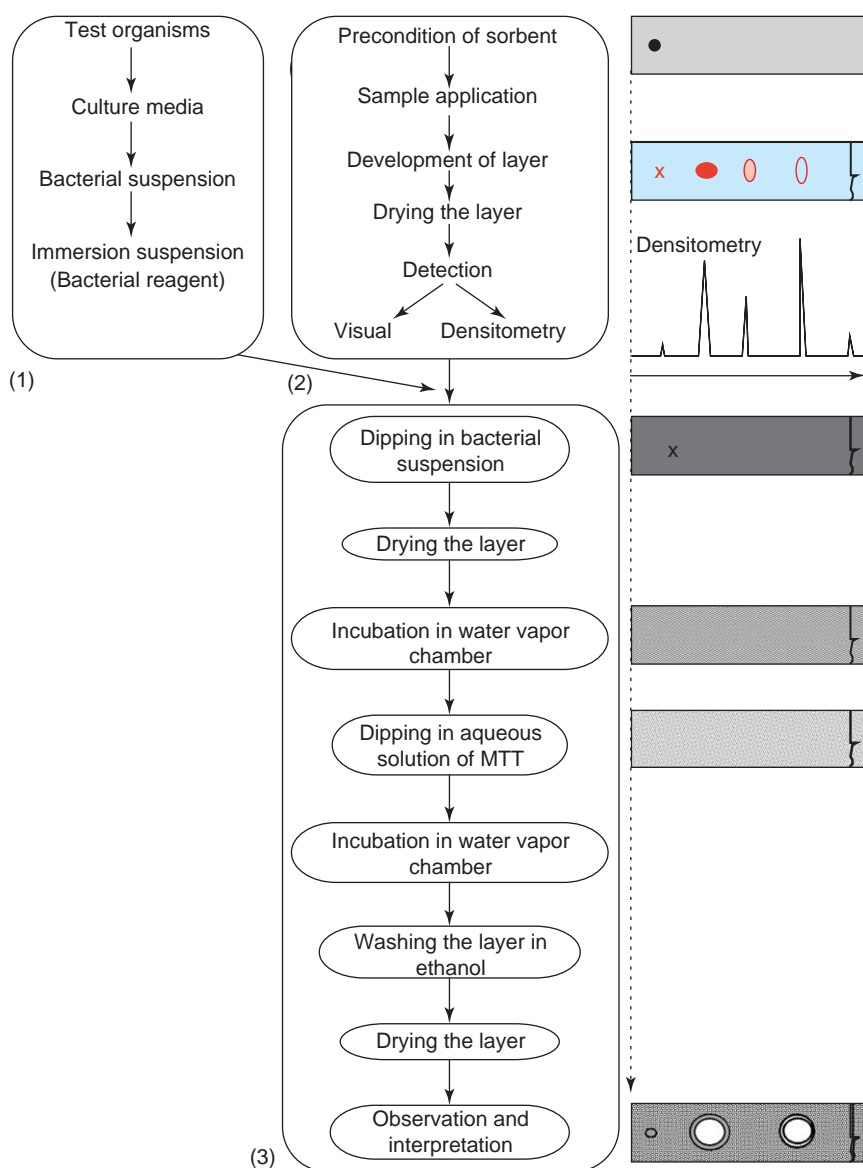 Test organisms
Culture media
Bacterial suspension
Immersion suspension
(Bacterial reagent)
(1)
Precondition of sorbent
Sample application
Development of layer
Drying the layer
Detection
Visual
Densitometry
(2)
x
Densitometry
Dipping in bacterial
suspension
x
Drying the layer
Incubation in water vapor
chamber
Dipping in aqueous
solution of MTT
Incubation in water vapor
chamber
Washing the layer in
ethanol
Drying the layer
Observation and
interpretation
(3)